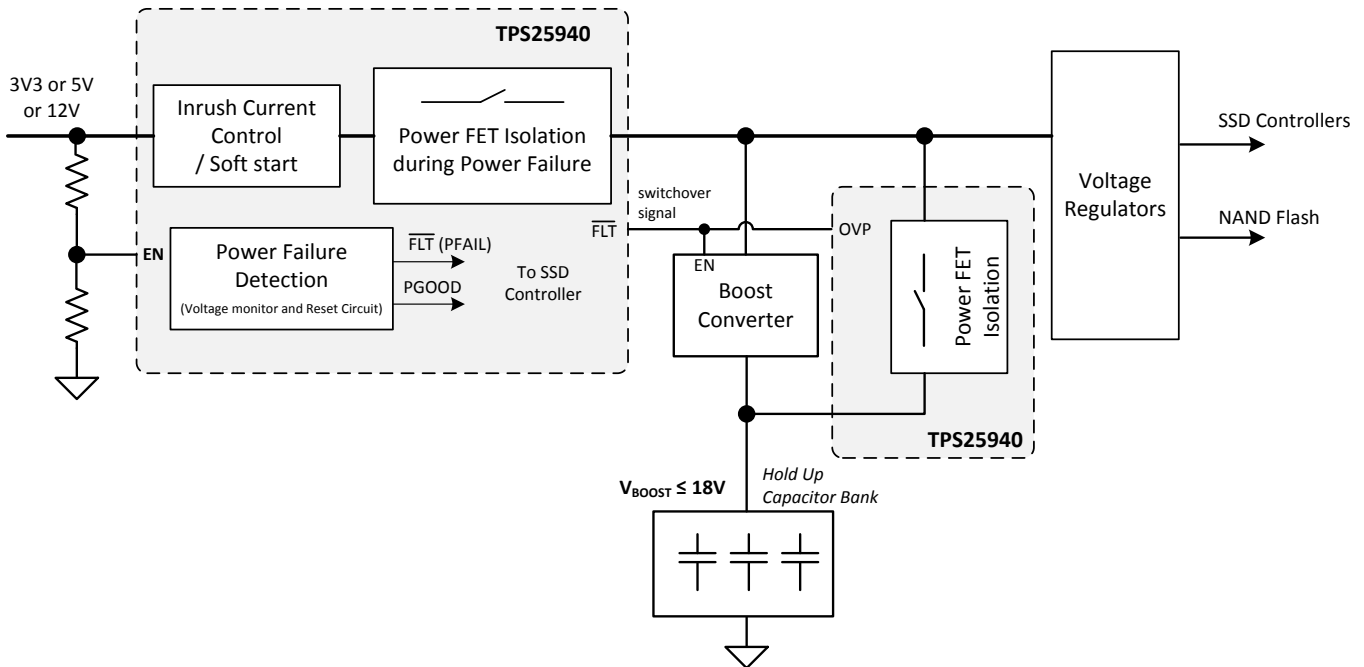 TPS25940
3V3 or 5V
or 12V
Inrush Current
Control
/ Soft start
Power FET Isolation
during Power Failure
SSD Controllers
Voltage
Regulators
NAND Flash
switchover
signal
FLT
OVP
EN
Power Failure
Detection
(Voltage monitor and Reset Circuit)
FLT (PFAIL)
PGOOD
To SSD
Controller
EN
Boost
Converter
Power FET
Isolation
TPS25940
VBOOST ≤ 18V
Hold Up
Capacitor Bank